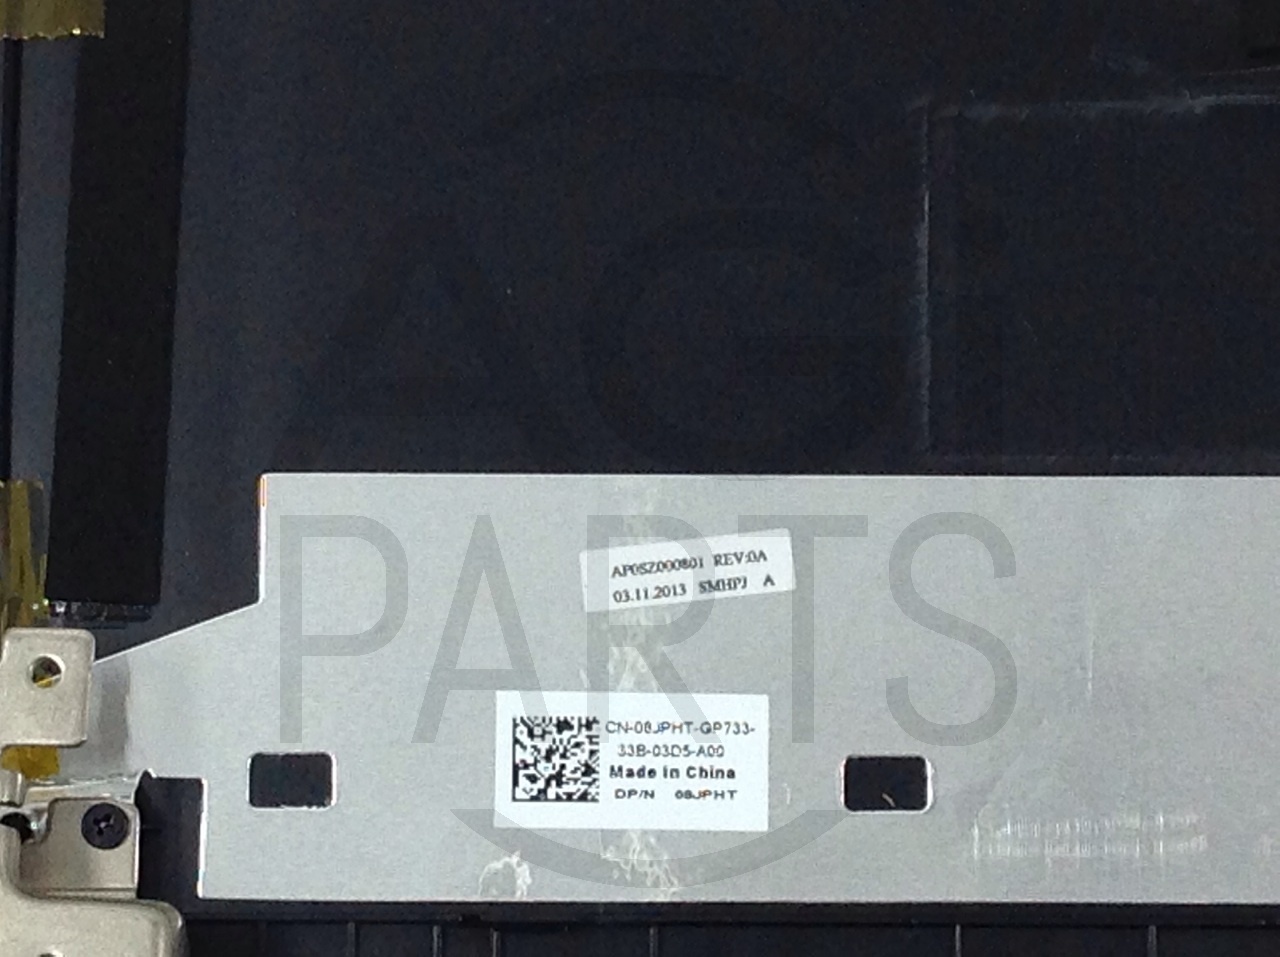 AG
PARTS
AP0SZ000801 REV:0A
03.11.2013 SMHPJ A
CN-08JPHT-GP733-
33B-03D5-A00
Made in China
DP/N 08JPHT